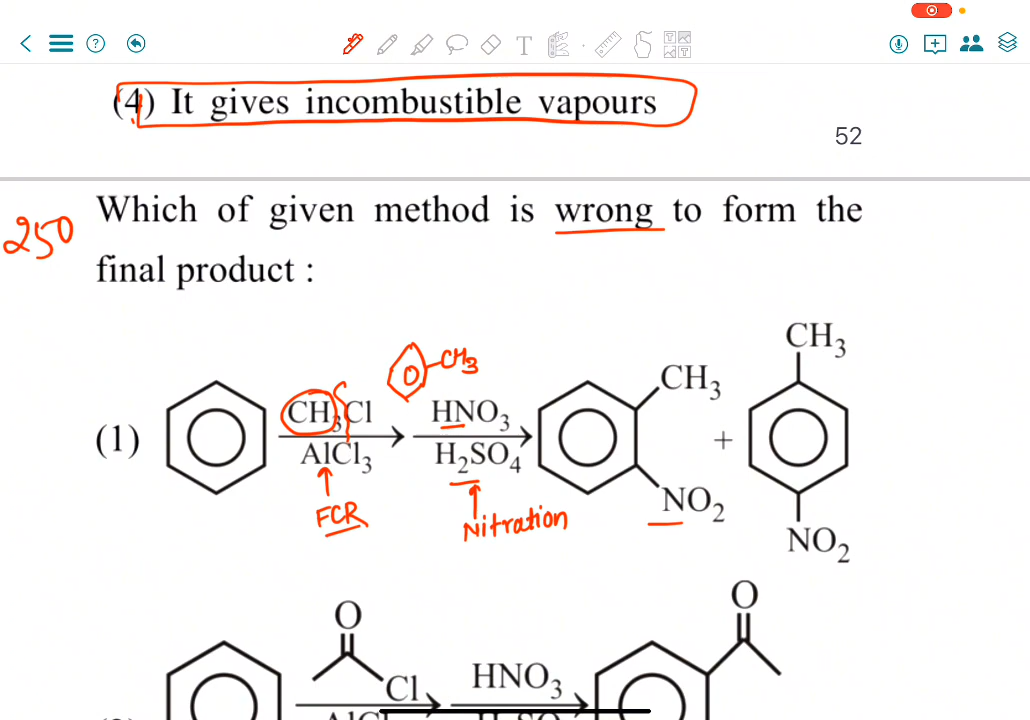 (4) It gives incombustible vapours
52
250
Which of given method is wrong to form the
final product :
CH3
CH3
CH3
(1)
CH3Cl
AlCl3
HNO3
H2SO4
+
FCR
Nitration
NO2
NO2
O
O
Cl
HNO3
T